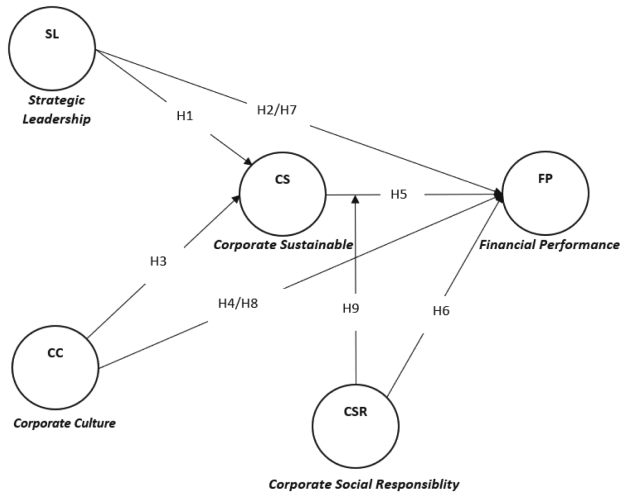 SL
Strategic
Leadership
H1
H2/H7
CS
Corporate Sustainable
H5
FP
Financial Performance
H3
H4/H8
H9
H6
CC
Corporate Culture
CSR
Corporate Social Responsiblity